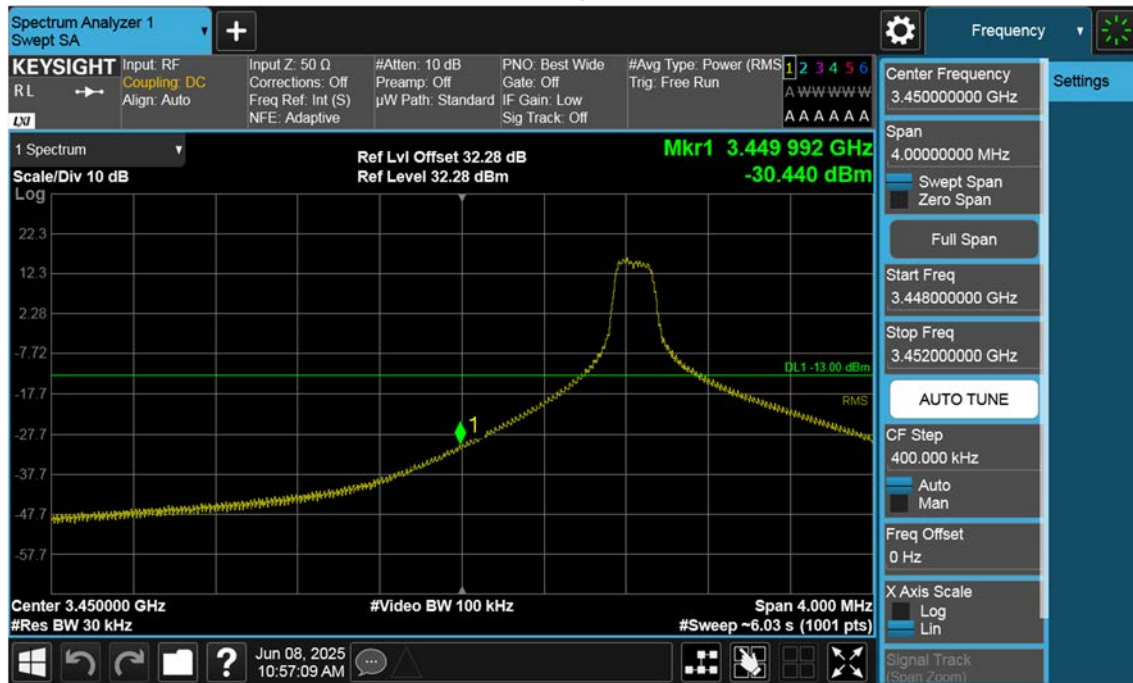 Spectrum Analyzer 1
Swept SA
+
Frequency
KEYSIGHT
RL
LXI
Input: RF
Coupling: DC
Align: Auto
Input Z: 50 Ω
Corrections: Off
Freq Ref: Int (S)
NFE: Adaptive
#Atten: 10 dB
Preamp: Off
µW Path: Standard
PNO: Best Wide
Gate: Off
IF Gain: Low
Sig Track: Off
#Avg Type: Power (RMS
Trig: Free Run
1 2 3 4 5 6
A W W W W W
A A A A A A
1 Spectrum
Scale/Div 10 dB
Ref Lvl Offset 32.28 dB
Ref Level 32.28 dBm
Mkr1 3.449 992 GHz
-30.440 dBm
Log
22.3
12.3
2.28
-7.72
-17.7
-27.7
-37.7
-47.7
-57.7
DL1 -13.00 dBm
RMS
1
Center 3.450000 GHz
#Res BW 30 kHz
#Video BW 100 kHz
Span 4.000 MHz
#Sweep ~6.03 s (1001 pts)
Center Frequency
3.450000000 GHz
Span
4.00000000 MHz
Swept Span
Zero Span
Full Span
Start Freq
3.448000000 GHz
Stop Freq
3.452000000 GHz
AUTO TUNE
CF Step
400.000 kHz
Auto
Man
Freq Offset
0 Hz
X Axis Scale
Log
Lin
Signal Track
(Span Zoom)
Settings
?
Jun 08, 2025
10:57:09 AM